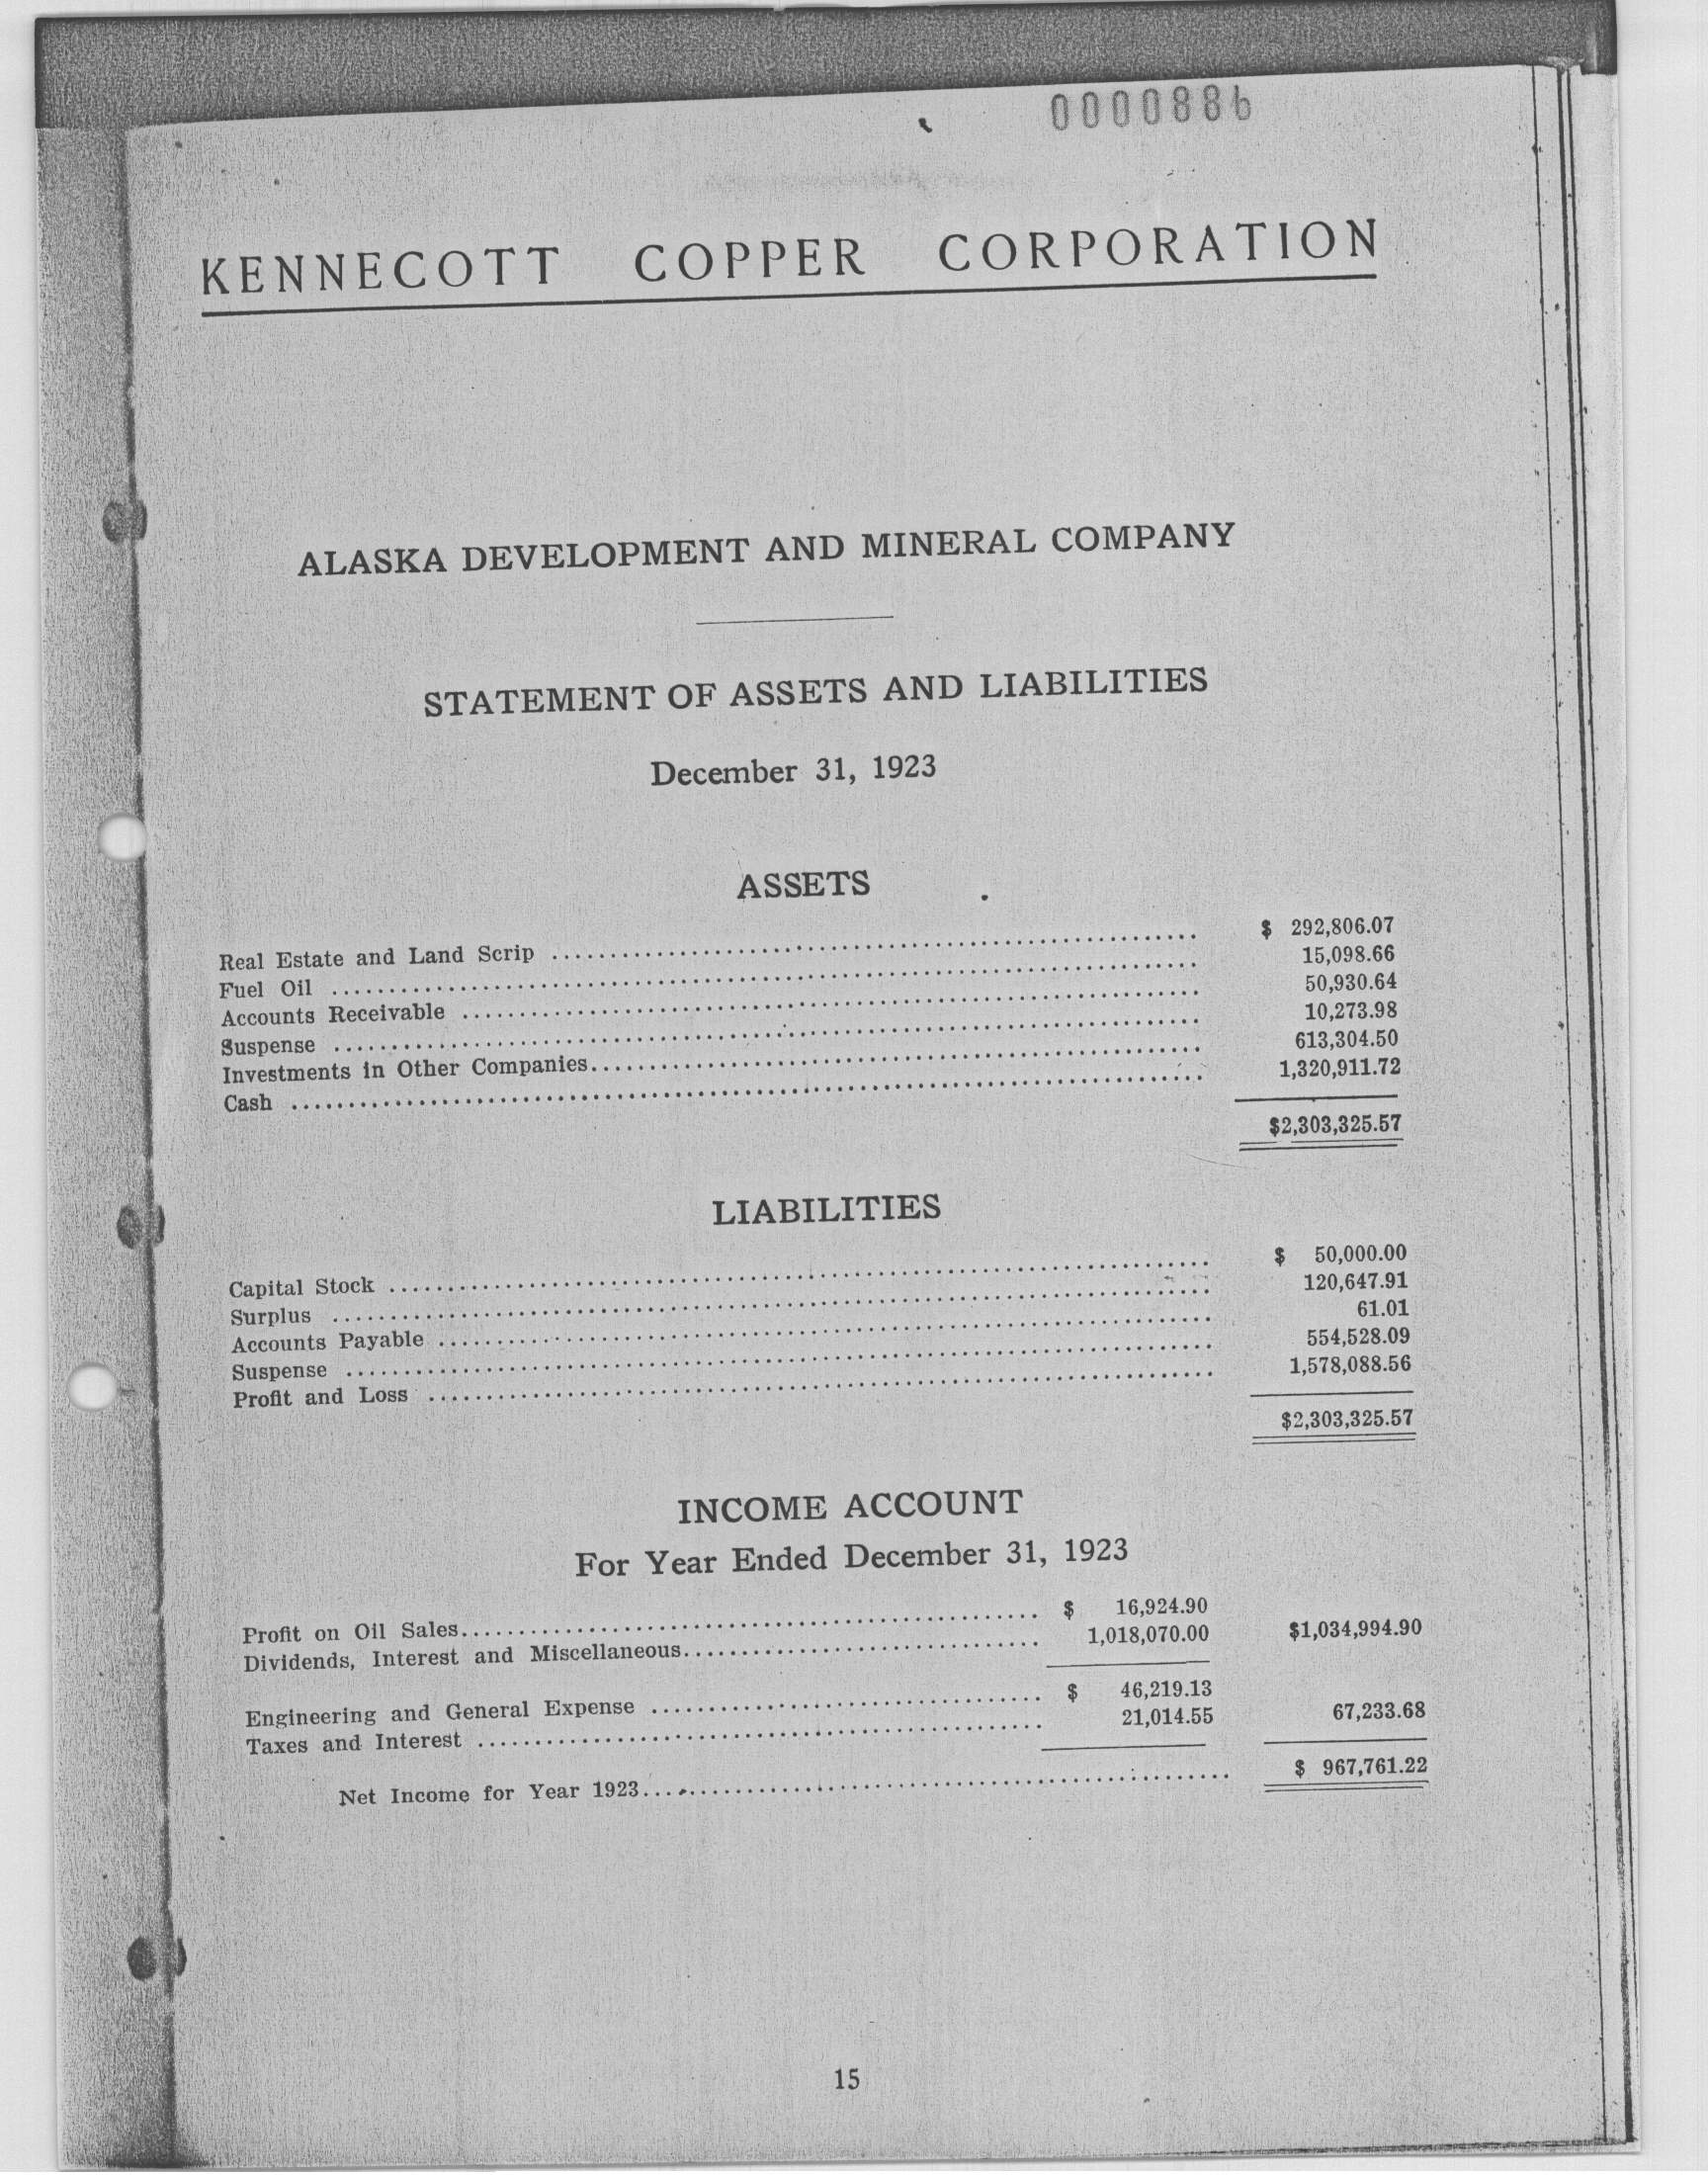 0000886
KENNECOTT COPPER CORPORATION
ALASKA DEVELOPMENT AND MINERAL COMPANY
STATEMENT OF ASSETS AND LIABILITIES
December 31, 1923
ASSETS
Real Estate and Land Scrip ........ $ 292,806.07
Fuel Oil ........ 15,098.66
Accounts Receivable ........ 50,930.64
Suspense ........ 10,273.98
Investments in Other Companies........ 613,304.50
Cash ........ 1,320,911.72
$2,303,325.57
LIABILITIES
Capital Stock ........ $ 50,000.00
Surplus ........ 120,647.91
Accounts Payable ........ 61.01
Suspense ........ 554,528.09
Profit and Loss ........ 1,578,088.56
$2,303,325.57
INCOME ACCOUNT
For Year Ended December 31, 1923
Profit on Oil Sales........ $ 16,924.90
Dividends, Interest and Miscellaneous........ 1,018,070.00 $1,034,994.90
Engineering and General Expense ........ $ 46,219.13
Taxes and Interest ........ 21,014.55 67,233.68
Net Income for Year 1923........ $ 967,761.22
15